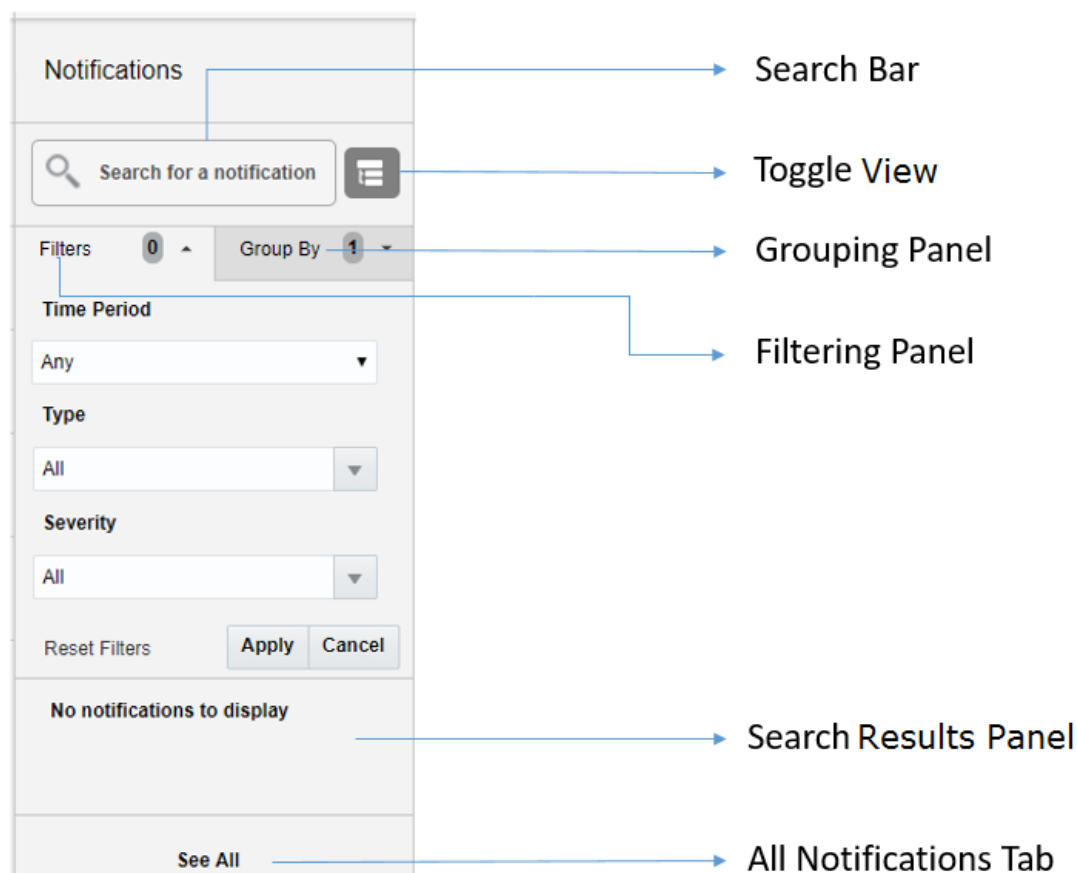 Notifications
Search Bar
Search for a notification
Toggle View
Filters 0 Group By 1
Grouping Panel
Time Period
Any
Filtering Panel
Type
All
Severity
All
Reset Filters Apply Cancel
No notifications to display
Search Results Panel
See All
All Notifications Tab